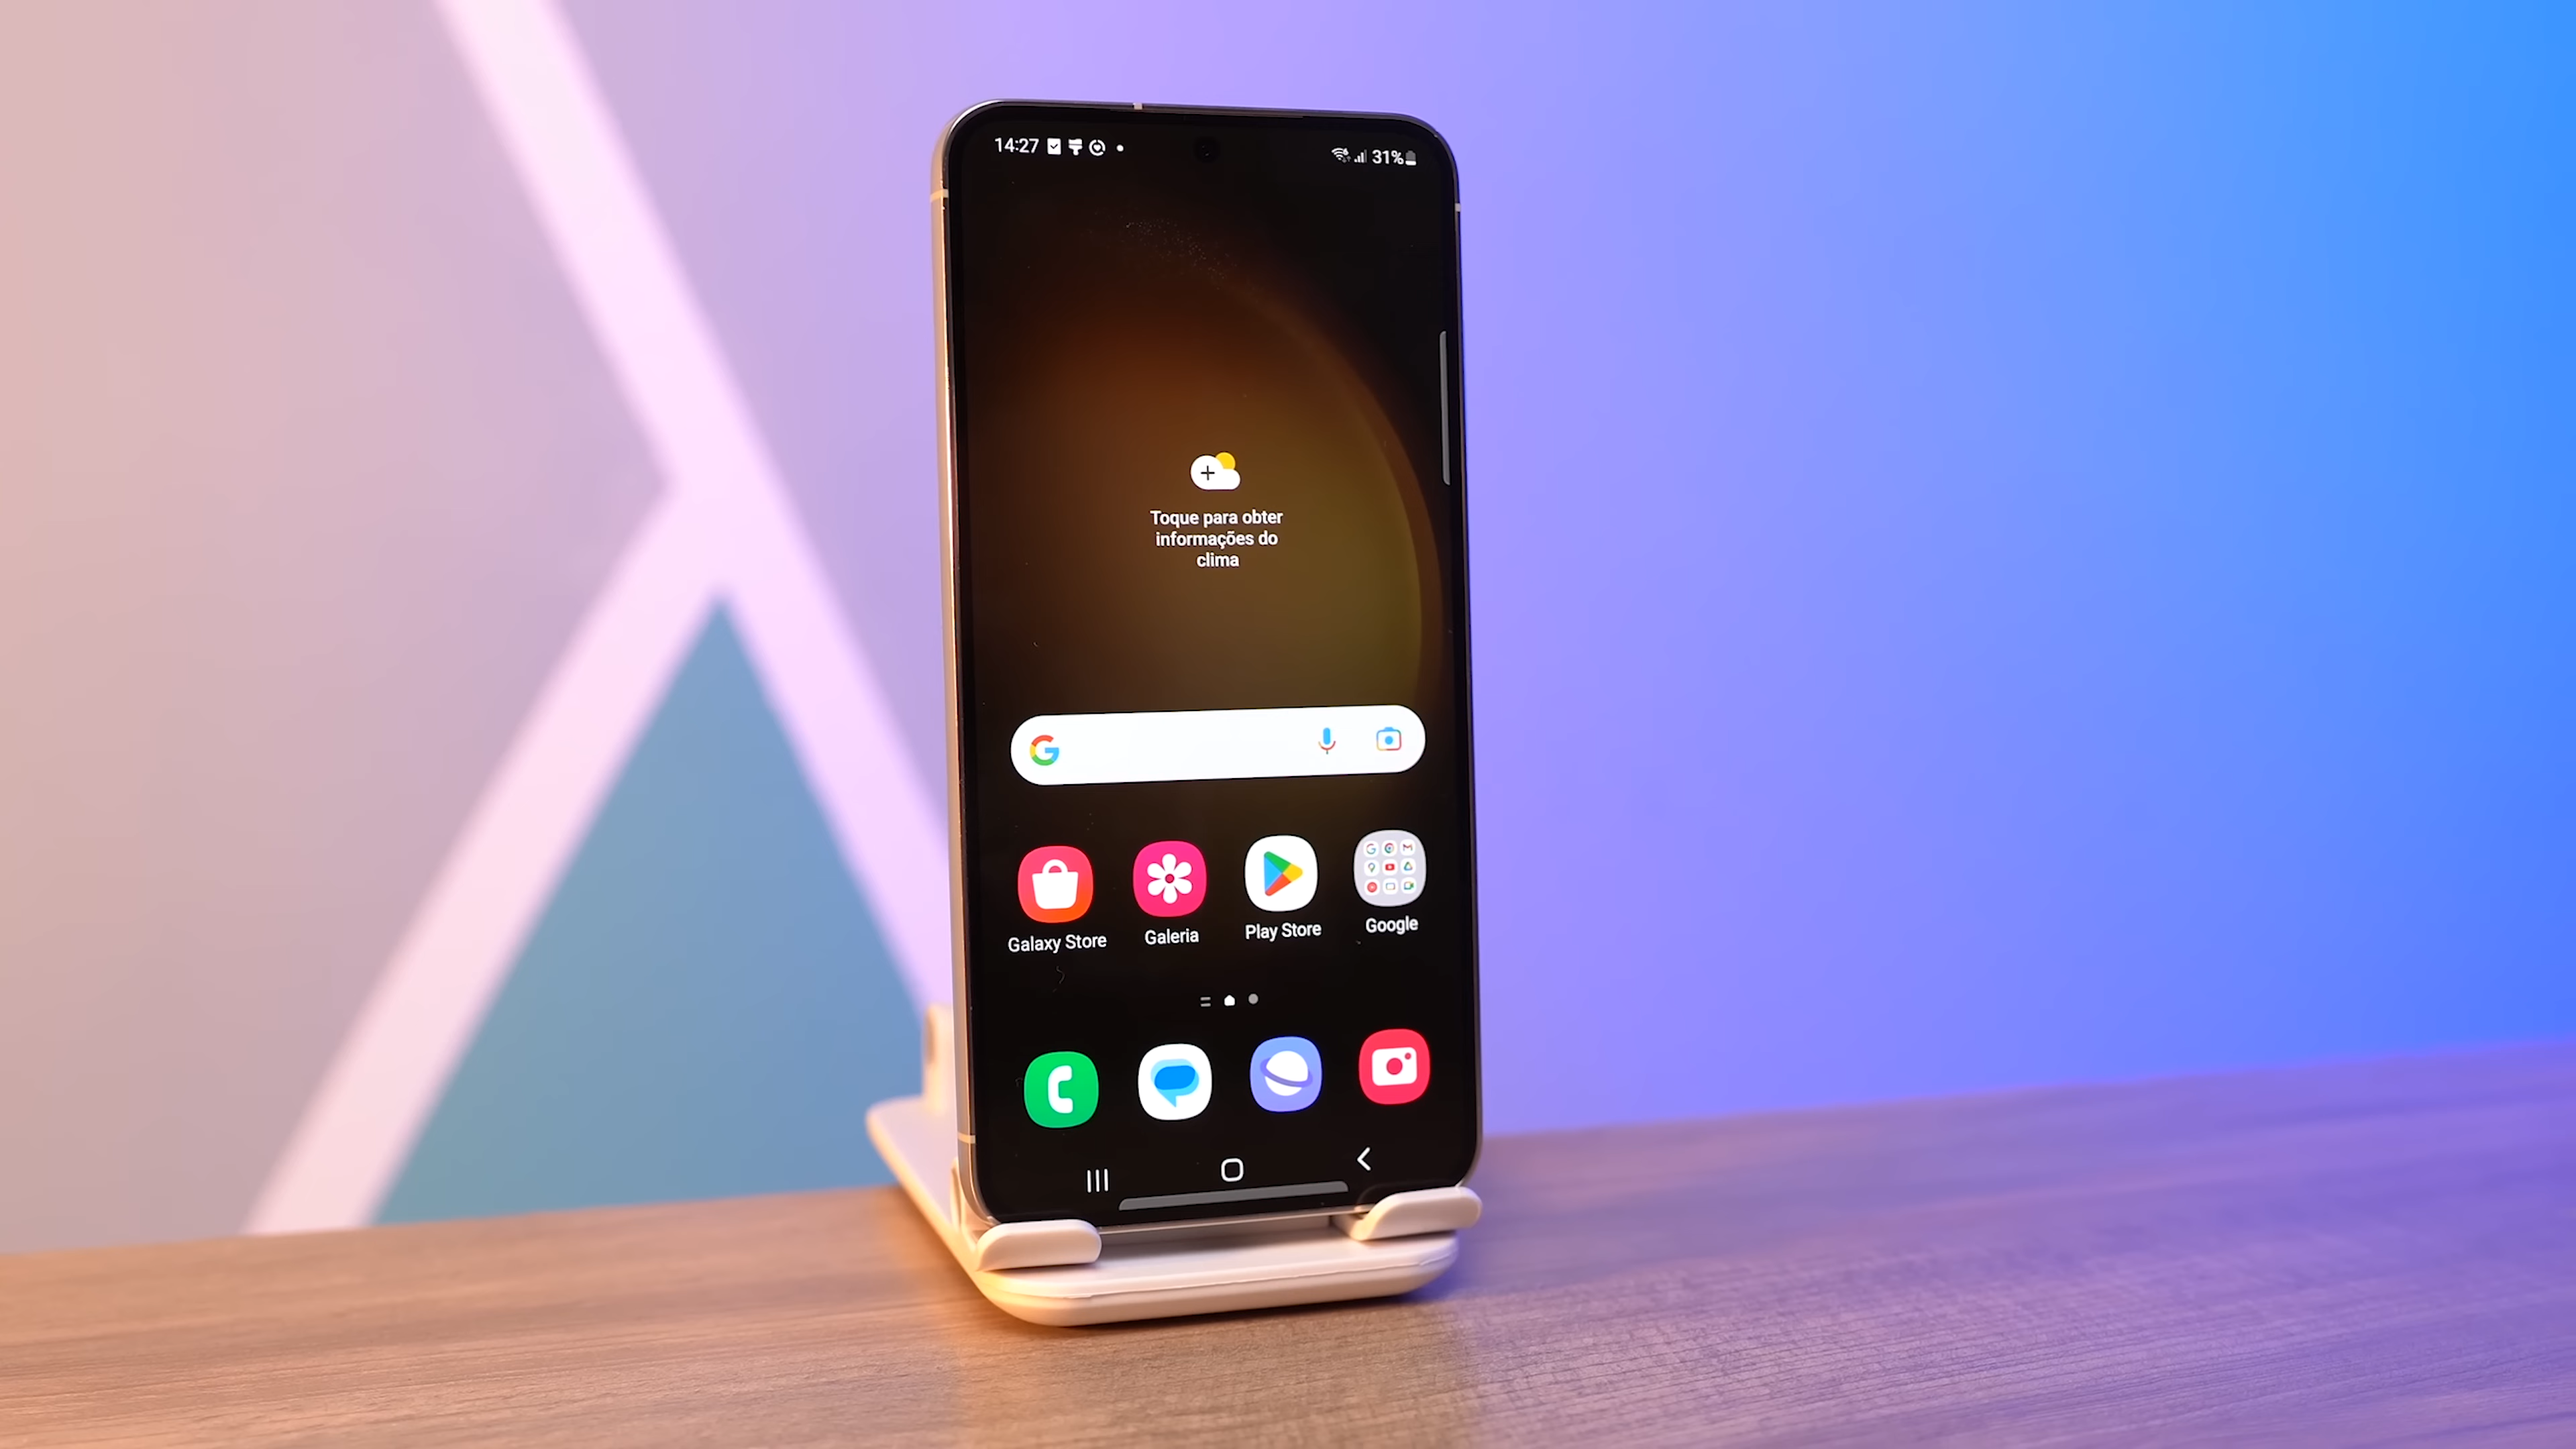 14:27
31%
Toque para obter
informações do
clima
Galaxy Store
Galeria
Play Store
Google